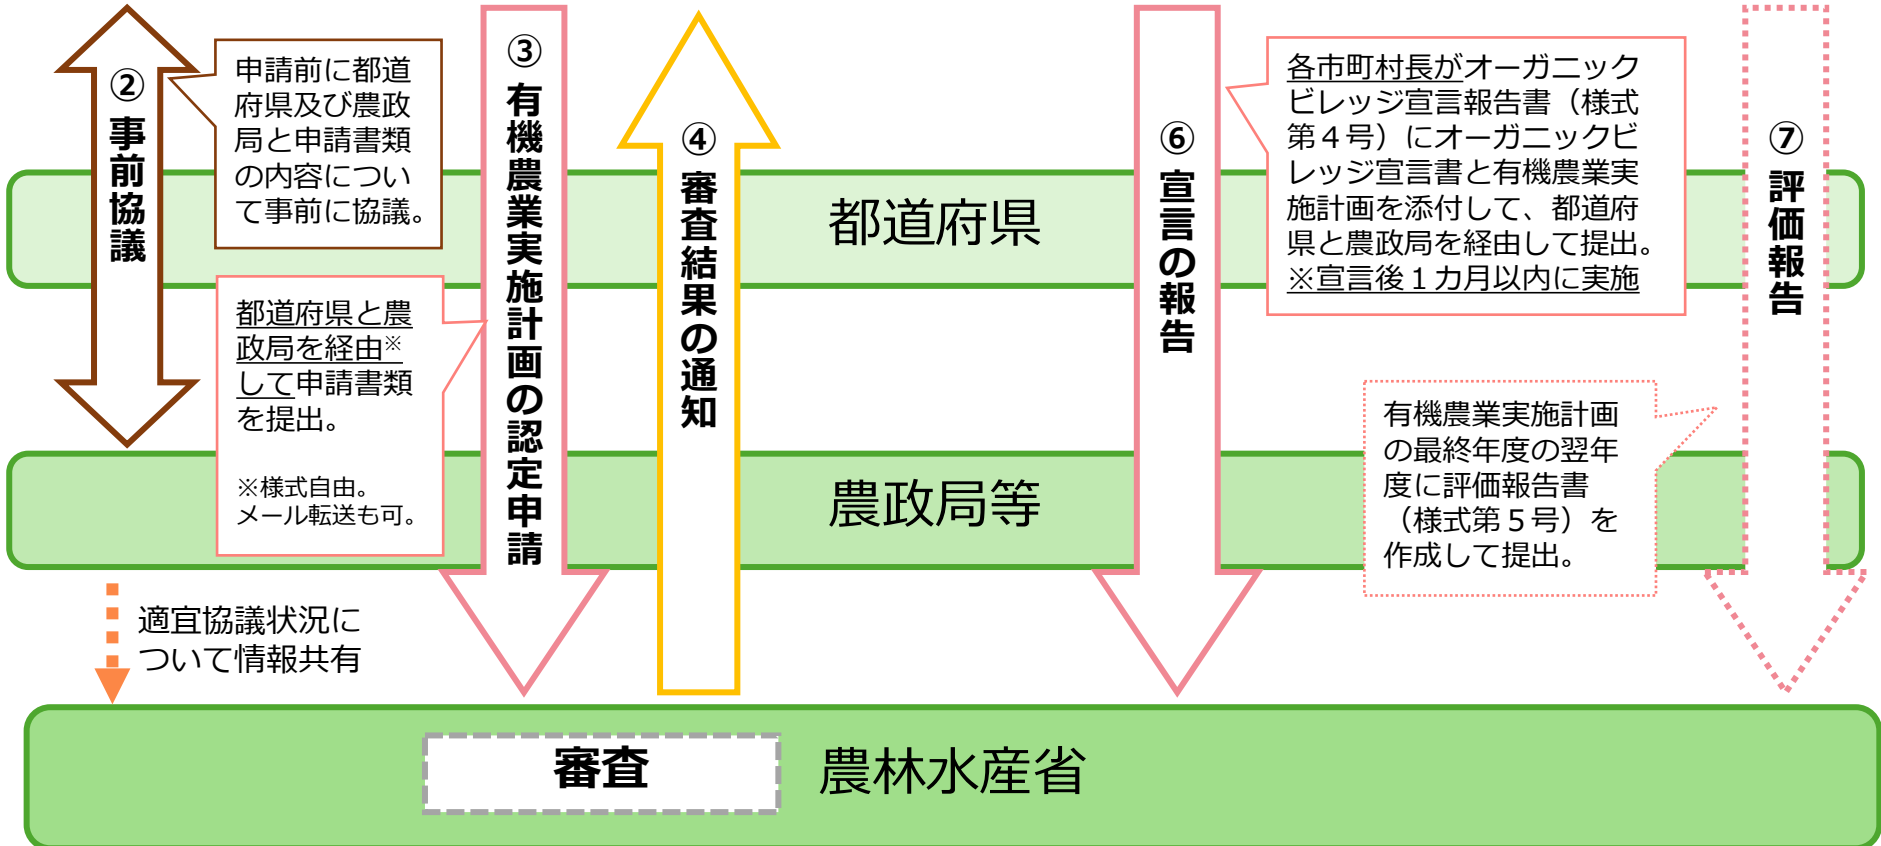 ②事前協議
申請前に都道
府県及び農政
局と申請書類
の内容につい
て事前に協議。
③有機農業実施計画の認定申請
都道府県と農
政局を経由※
して申請書類
を提出。
※様式自由。
メール転送も可。
④審査結果の通知
都道府県
農政局等
⑥宣言の報告
各市町村長がオーガニック
ビレッジ宣言報告書（様式
第４号）にオーガニックビ
レッジ宣言書と有機農業実
施計画を添付して、都道府
県と農政局を経由して提出。
※宣言後１カ月以内に実施
⑦評価報告
有機農業実施計画
の最終年度の翌年
度に評価報告書
（様式第５号）を
作成して提出。
適宜協議状況に
ついて情報共有
審査
農林水産省